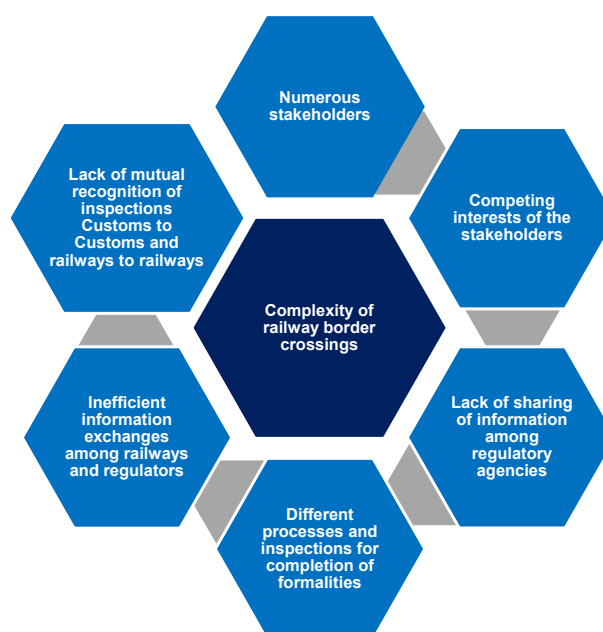 Numerous
stakeholders
Competing
interests of the
stakeholders
Lack of sharing
of information
among
regulatory
agencies
Different
processes and
inspections for
completion of
formalities
Inefficient
information
exchanges
among railways
and regulators
Lack of mutual
recognition of
inspections
Customs to
Customs and
railways to railways
Complexity of
railway border
crossings